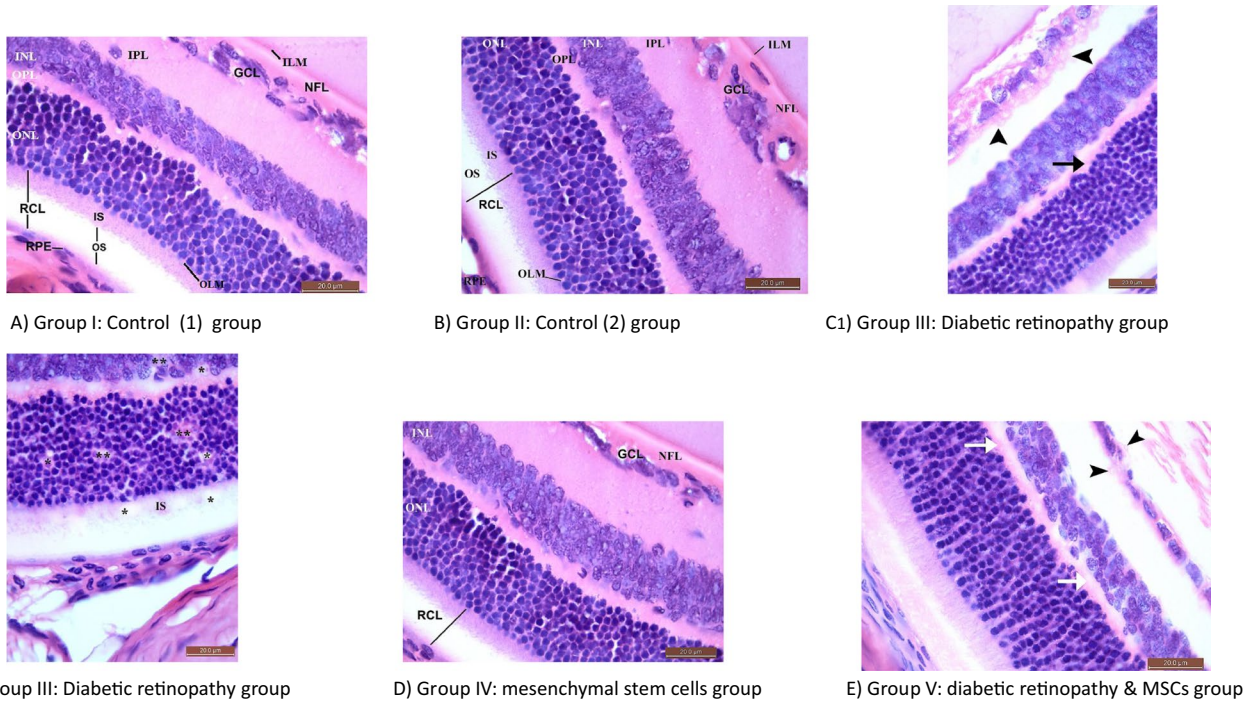 INL
IPL
ILM
GCL
NFL
OPL
ONL
RCL
IS
RPE
OS
OLM
20.0 µm
ONL
INL
IPL
ILM
OPL
GCL
NFL
IS
OS
RCL
RPE
OLM
20.0 µm
20.0 µm
A) Group I: Control (1) group
B) Group II: Control (2) group
C1) Group III: Diabetic retinopathy group
**
*
**
*
**
*
*
*
IS
20.0 µm
INL
GCL
NFL
ONL
RCL
20.0 µm
20.0 µm
oup III: Diabetic retinopathy group
D) Group IV: mesenchymal stem cells group
E) Group V: diabetic retinopathy & MSCs group